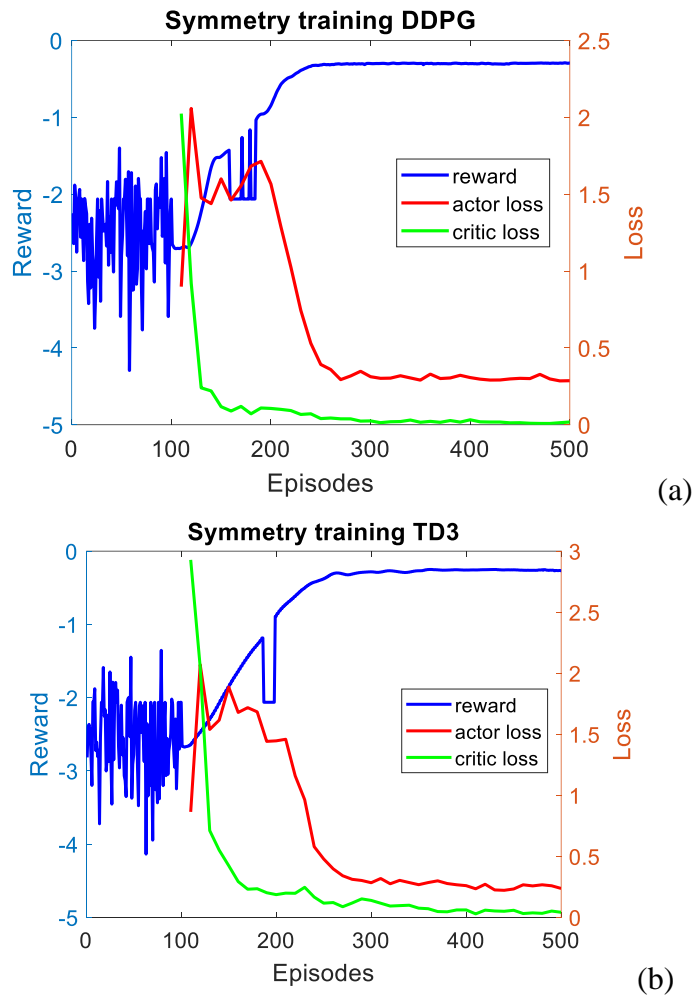 Symmetry training DDPG
0
-1
-2
-3
-4
-5
Reward
2.5
2
1.5
1
0.5
0
Loss
reward
actor loss
critic loss
0 100 200 300 400 500
Episodes
(a)
Symmetry training TD3
0
-1
-2
-3
-4
-5
Reward
3
2.5
2
1.5
1
0.5
0
Loss
reward
actor loss
critic loss
0 100 200 300 400 500
Episodes
(b)